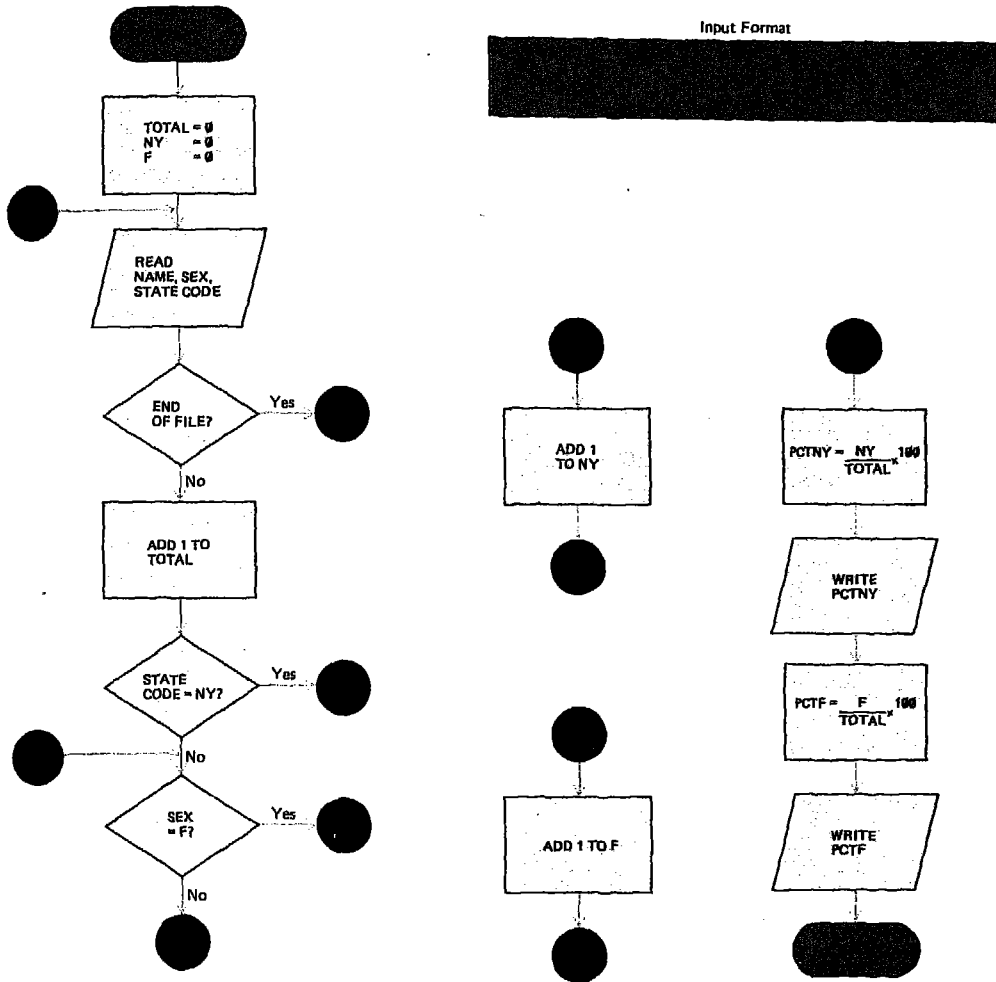 Input Format
TOTAL = 0
NY = 0
F = 0
READ
NAME, SEX,
STATE CODE
END
OF FILE?
Yes
No
ADD 1 TO
TOTAL
STATE
CODE = NY?
Yes
No
SEX
= F?
Yes
No
ADD 1
TO NY
ADD 1 TO F
PCTNY = NY
TOTAL × 100
WRITE
PCTNY
PCTF = F
TOTAL × 100
WRITE
PCTF